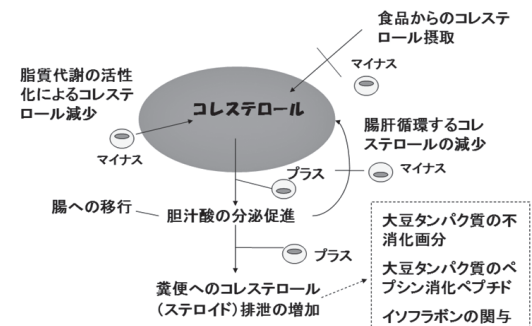 食品からのコレステ
ロール摂取
マイナス
脂質代謝の活性
化によるコレステ
ロール減少
マイナス
コレステロール
腸肝循環するコレ
ステロールの減少
マイナス
プラス
腸への移行
胆汁酸の分泌促進
プラス
糞便へのコレステロール
(ステロイド)排泄の増加
大豆タンパク質の不
消化画分
大豆タンパク質のペ
プシン消化ペプチド
イソフラボンの関与